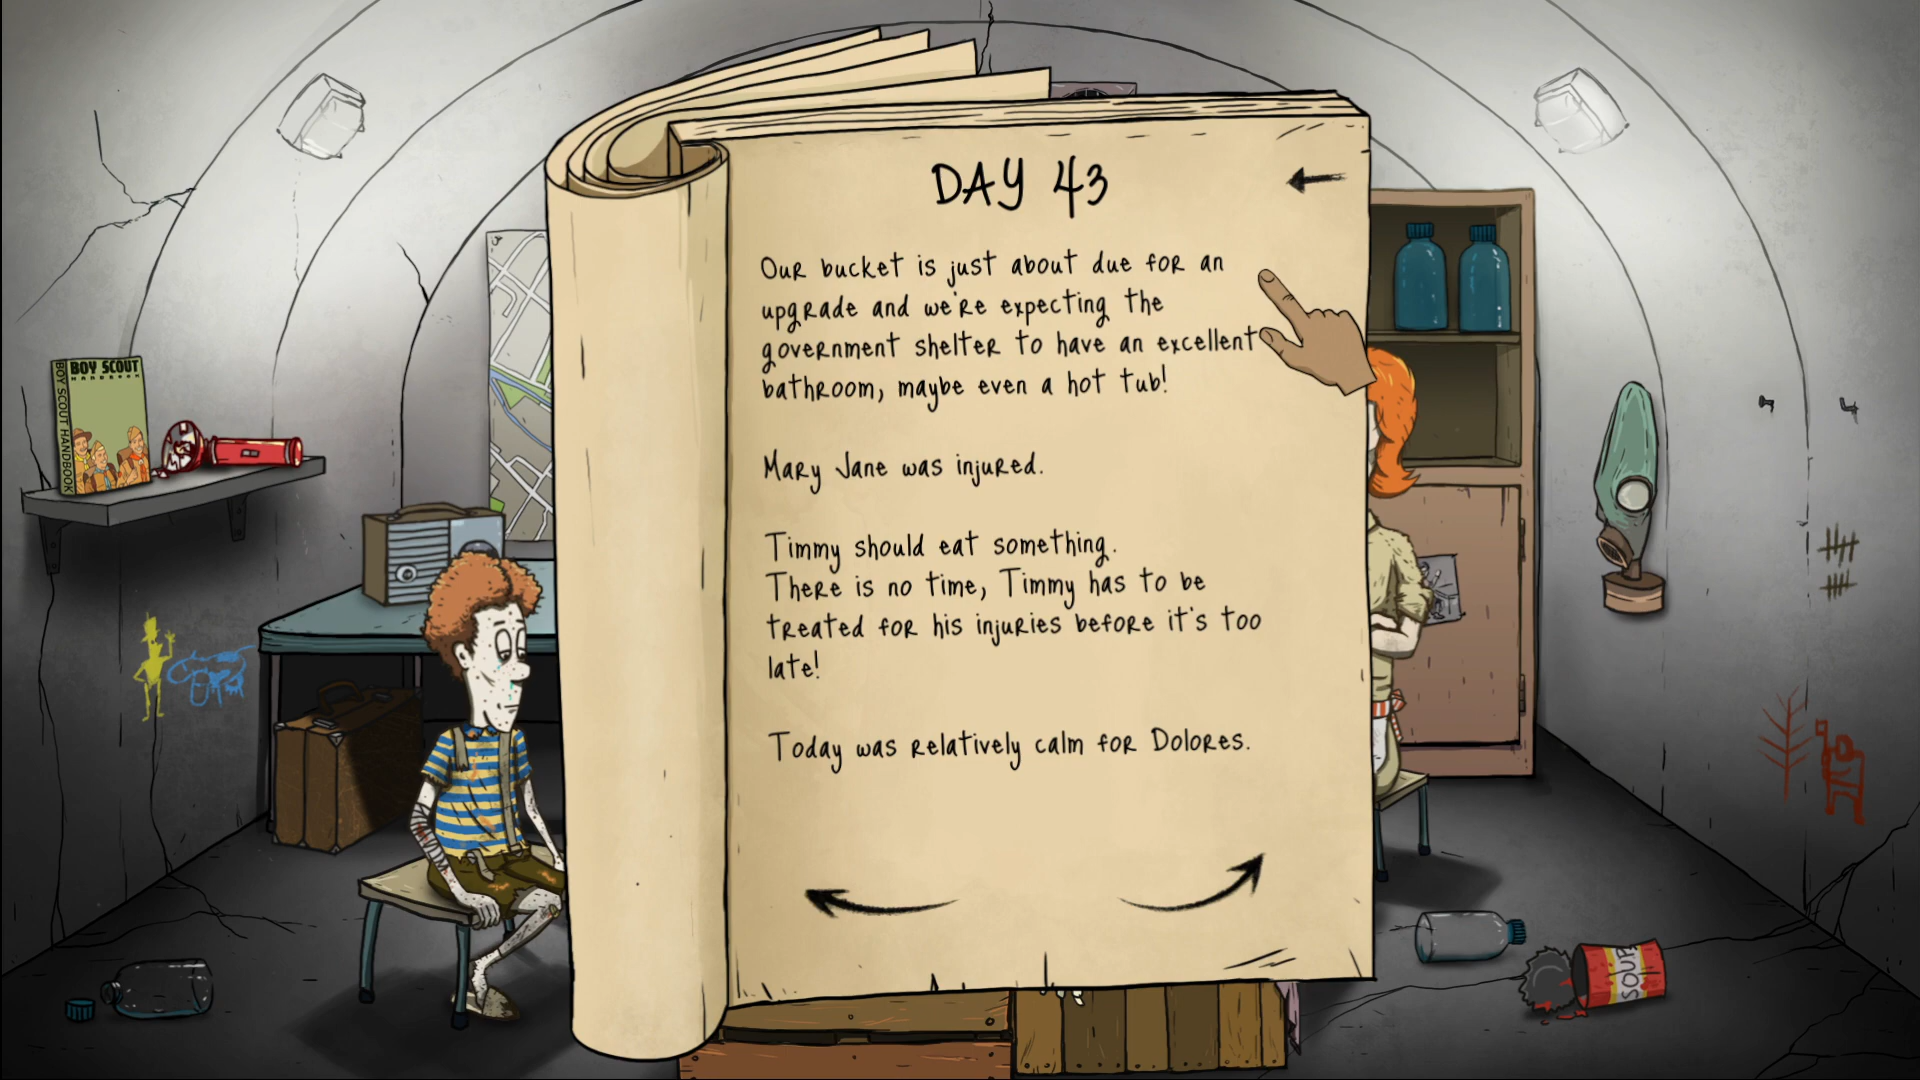 DAY 43
Our bucket is just about due for an
upgrade and we're expecting the
government shelter to have an excellent
bathroom, maybe even a hot tub!
Mary Jane was injured.
Timmy should eat something.
There is no time, Timmy has to be
treated for his injuries before it's too
late!
Today was relatively calm for Dolores.
BOY SCOUT
HANDBOOK
BOY SCOUT HANDBOOK
SOUP